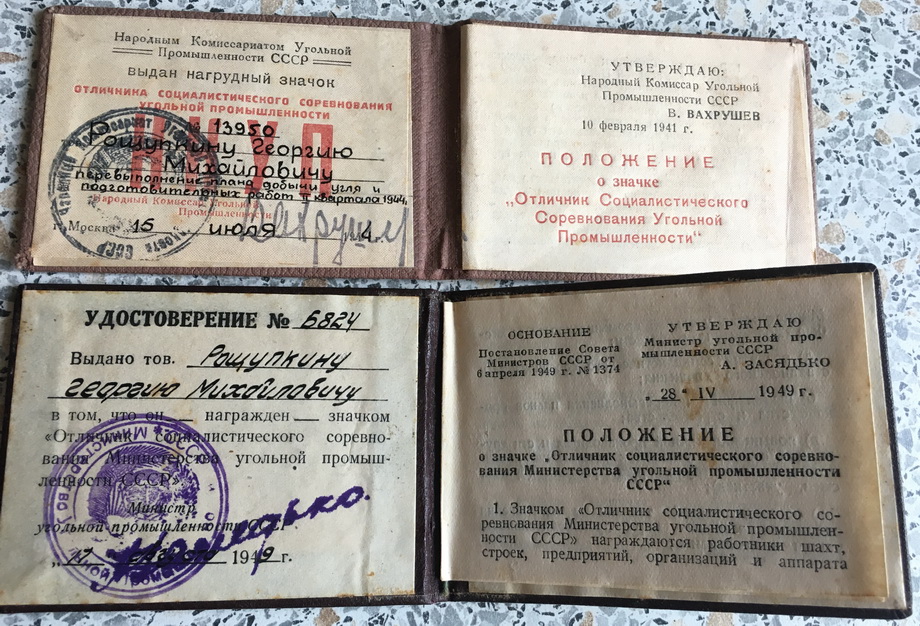 Народным Комиссариатом Угольной
Промышленности СССР
выдан нагрудный значок
ОТЛИЧНИКА СОЦИАЛИСТИЧЕСКОГО СОРЕВНОВАНИЯ
УГОЛЬНОЙ ПРОМЫШЛЕННОСТИ
13950
Рощупкину Георгию
Михайловичу
перевыполнение плана добычи угля и
подготовительных работ II квартала 1944г.
Народный Комиссар Угольной
Промышленности
г. Москва 15 июля 4
УТВЕРЖДАЮ:
Народный Комиссар Угольной
Промышленности СССР
В. ВАХРУШЕВ
10 февраля 1941 г.
ПОЛОЖЕНИЕ
о значке
„Отличник Социалистического
Соревнования Угольной
Промышленности“
УДОСТОВЕРЕНИЕ № 6824
Выдано тов. Рощупкину
Георгию Михайловичу
в том, что он награжден значком
«Отличник социалистического соревно-
вания Министерства угольной промыш-
ленности СССР»
Министр
угольной промышленности СССР
1949 г.
ОСНОВАНИЕ
Постановление Совета
Министров СССР от
6 апреля 1949 г. № 1374
УТВЕРЖДАЮ
Министр угольной про-
мышленности СССР
А. ЗАСЯДЬКО
„28“ IV 1949 г.
ПОЛОЖЕНИЕ
о значке „Отличник социалистического соревно-
вания Министерства угольной промышленности
СССР“
1. Значком «Отличник социалистического со-
ревнования Министерства угольной промышлен-
ности СССР» награждаются работники шахт,
строек, предприятий, организаций и аппарата